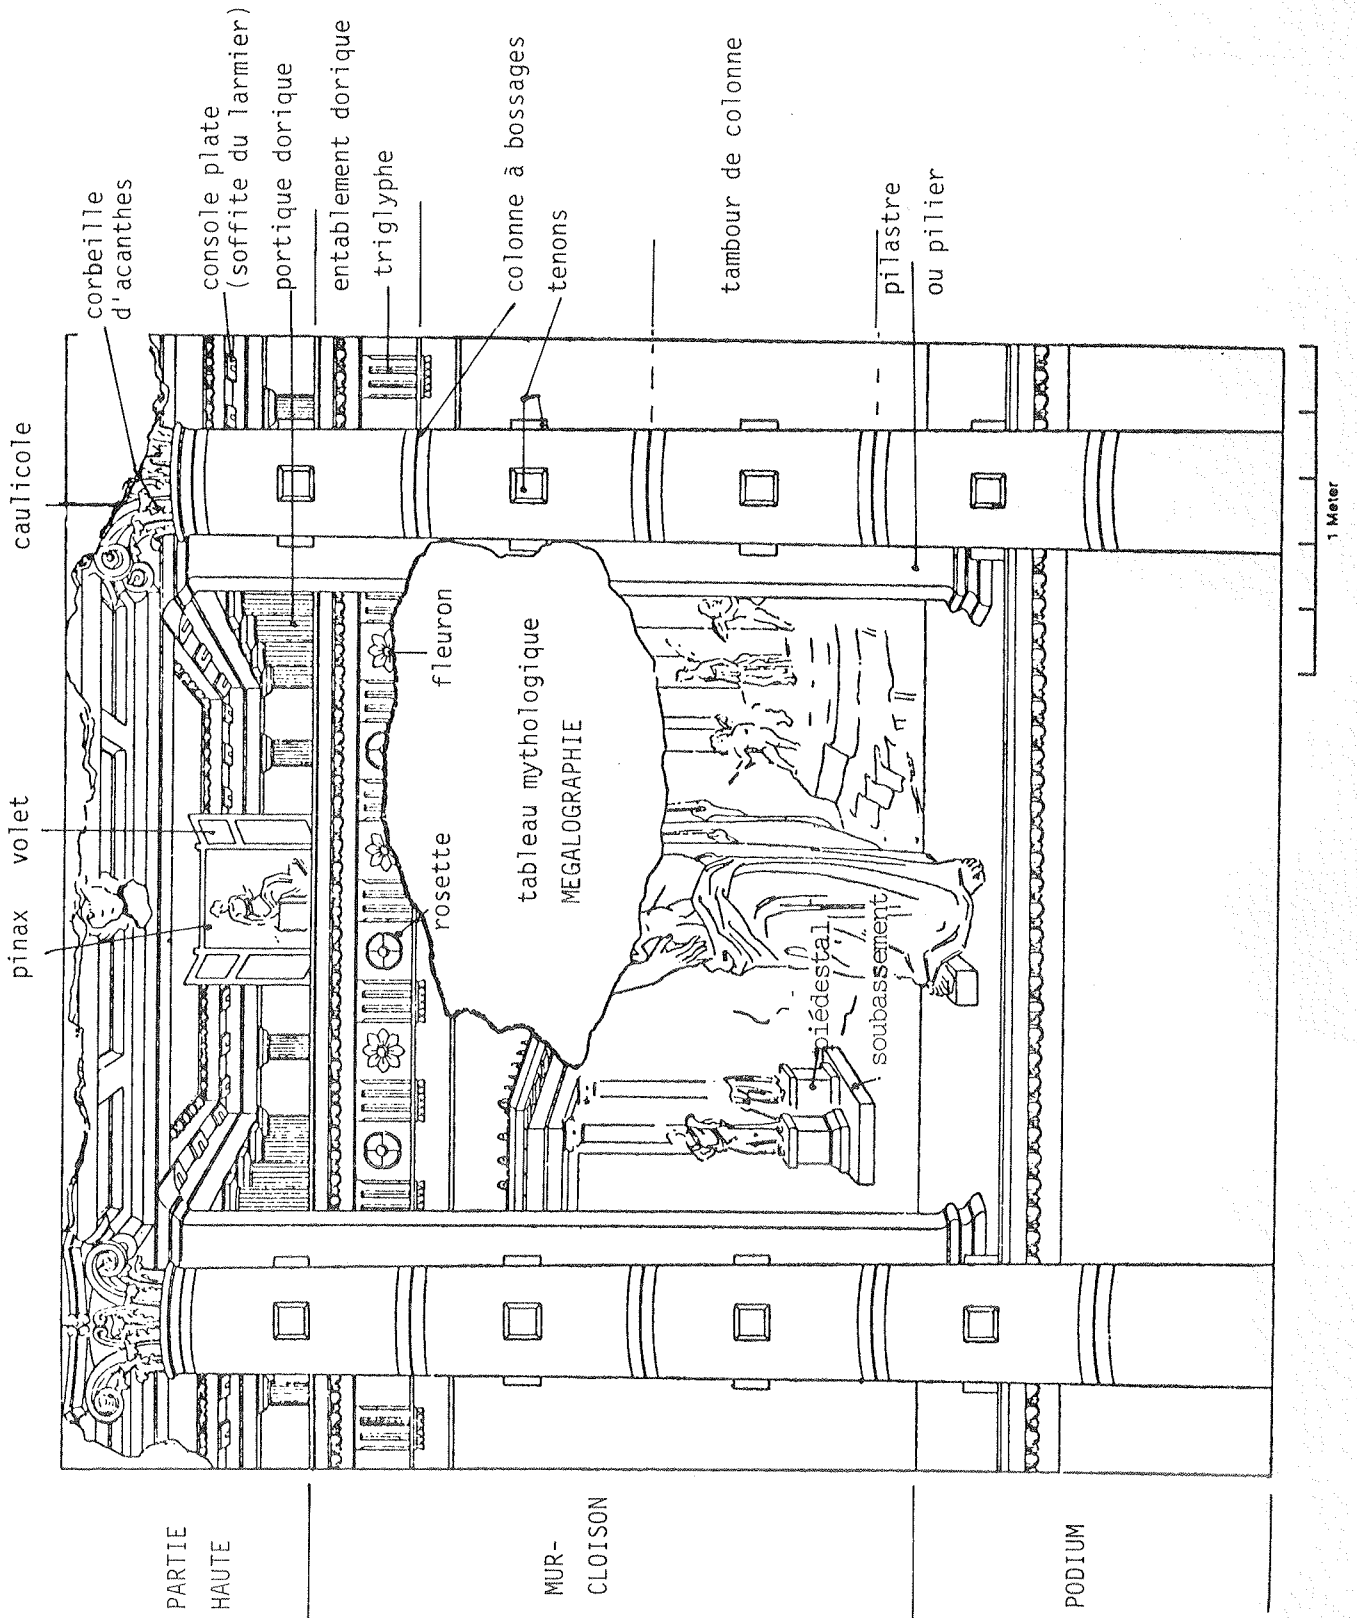 pinax volet
caulicole
corbeille
d'acanthes
console plate
(soffite du larmier)
portique dorique
entablement dorique
triglyphe
colonne à bossages
tenons
tambour de colonne
pilastre
ou pilier
PARTIE
HAUTE
MUR-
CLOISON
PODIUM
rosette
fleuron
tableau mythologique
MEGALOGRAPHIE
piédestal
soubassement
1 Meter